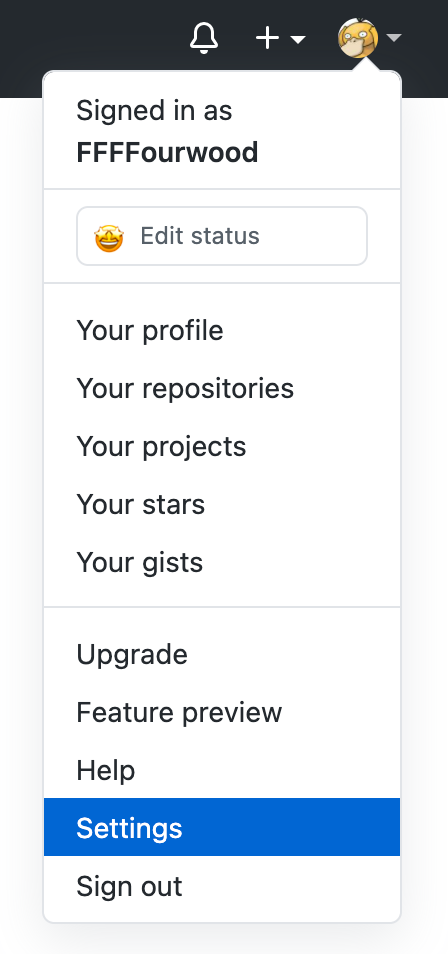 Signed in as
FFFFourwood
Edit status
Your profile
Your repositories
Your projects
Your stars
Your gists
Upgrade
Feature preview
Help
Settings
Sign out